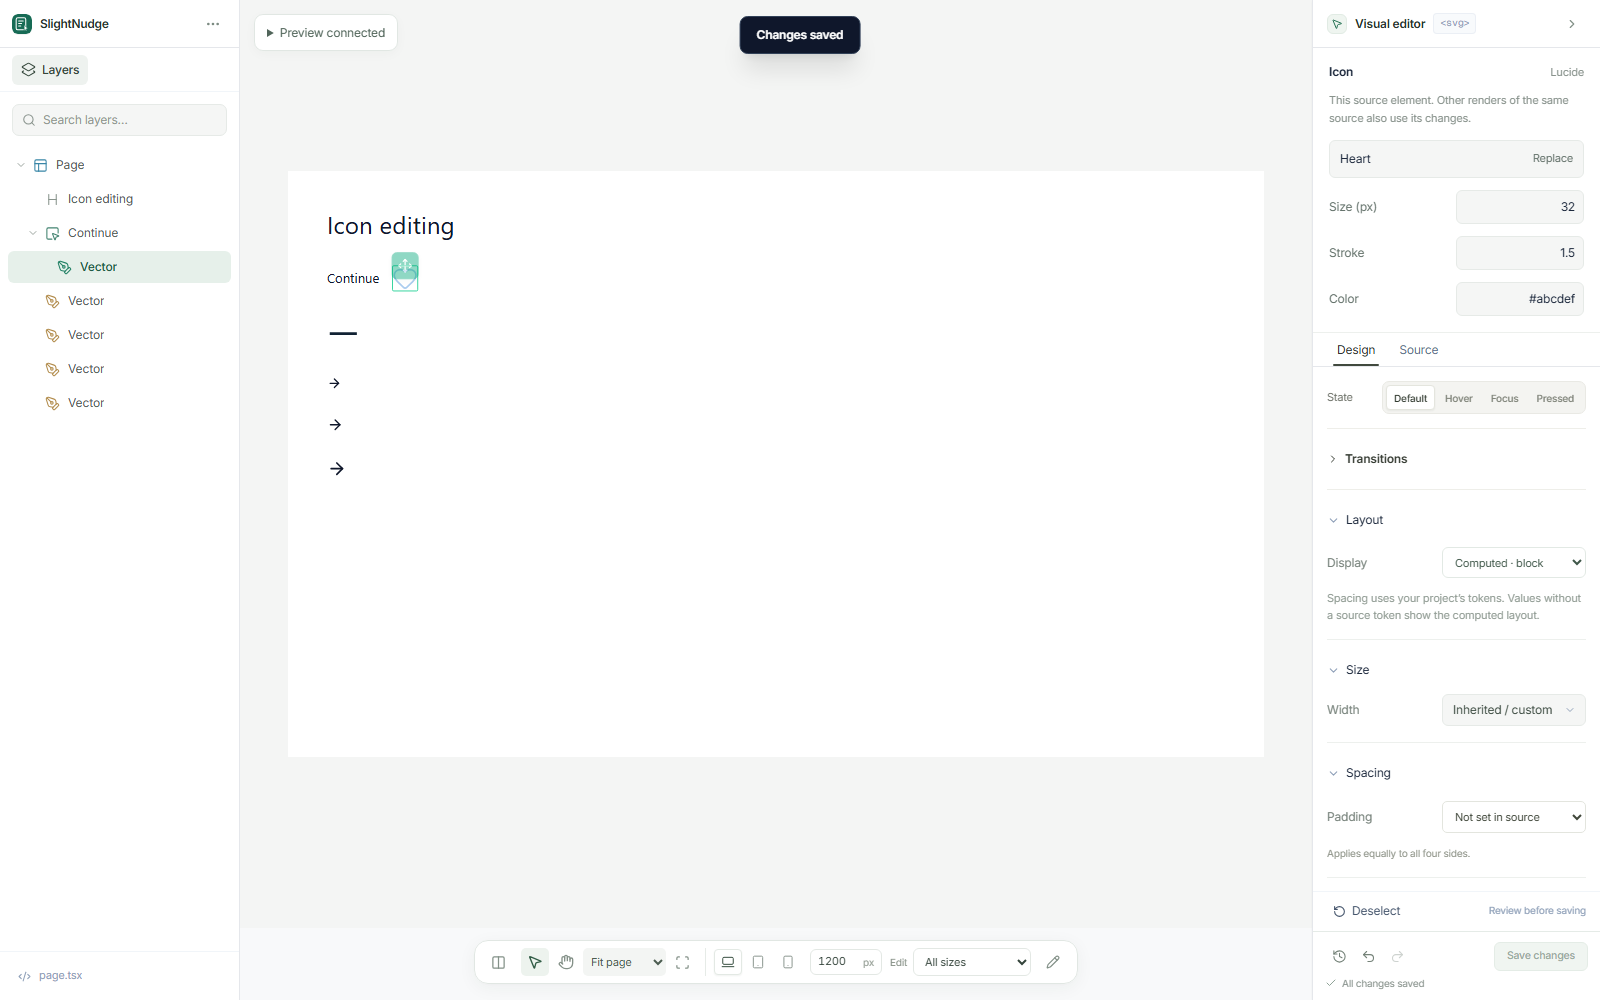 SlightNudge
Layers
Search layers...
Page
Icon editing
Continue
Vector
Vector
Vector
Vector
Vector
page.tsx
Preview connected
Changes saved
Icon editing
Continue
Fit page
1200 px
Edit
All sizes
Visual editor
<svg>
Icon
Lucide
This source element. Other renders of the same
source also use its changes.
Heart
Replace
Size (px)
32
Stroke
1.5
Color
#abcdef
Design
Source
State
Default
Hover
Focus
Pressed
Transitions
Layout
Display
Computed · block
Spacing uses your project's tokens. Values without
a source token show the computed layout.
Size
Width
Inherited / custom
Spacing
Padding
Not set in source
Applies equally to all four sides.
Deselect
Review before saving
Save changes
All changes saved